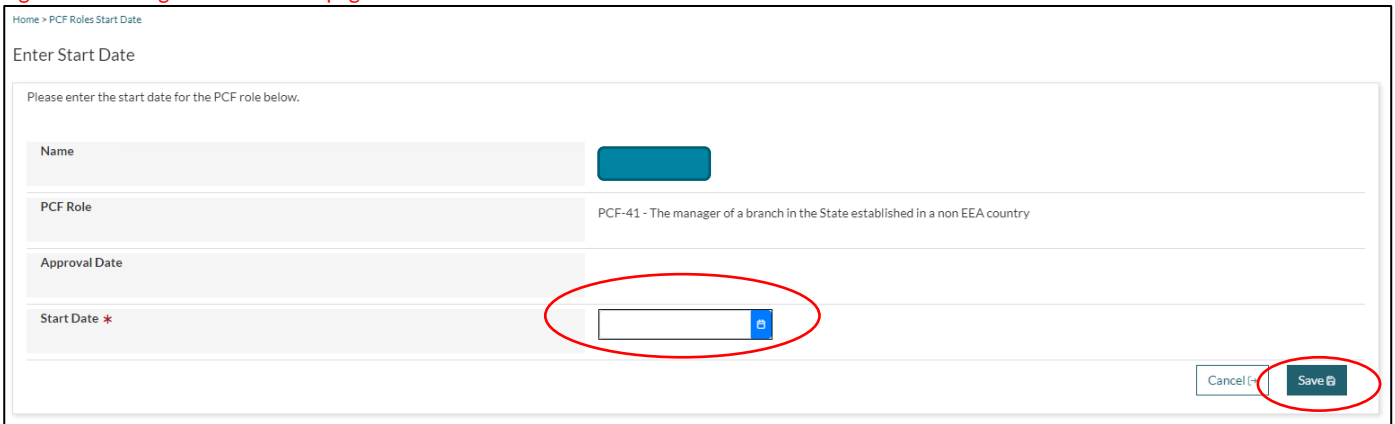 Home > PCF Roles Start Date
Enter Start Date
Please enter the start date for the PCF role below.
Name
PCF Role
PCF-41 - The manager of a branch in the State established in a non EEA country
Approval Date
Start Date *
Cancel
Save